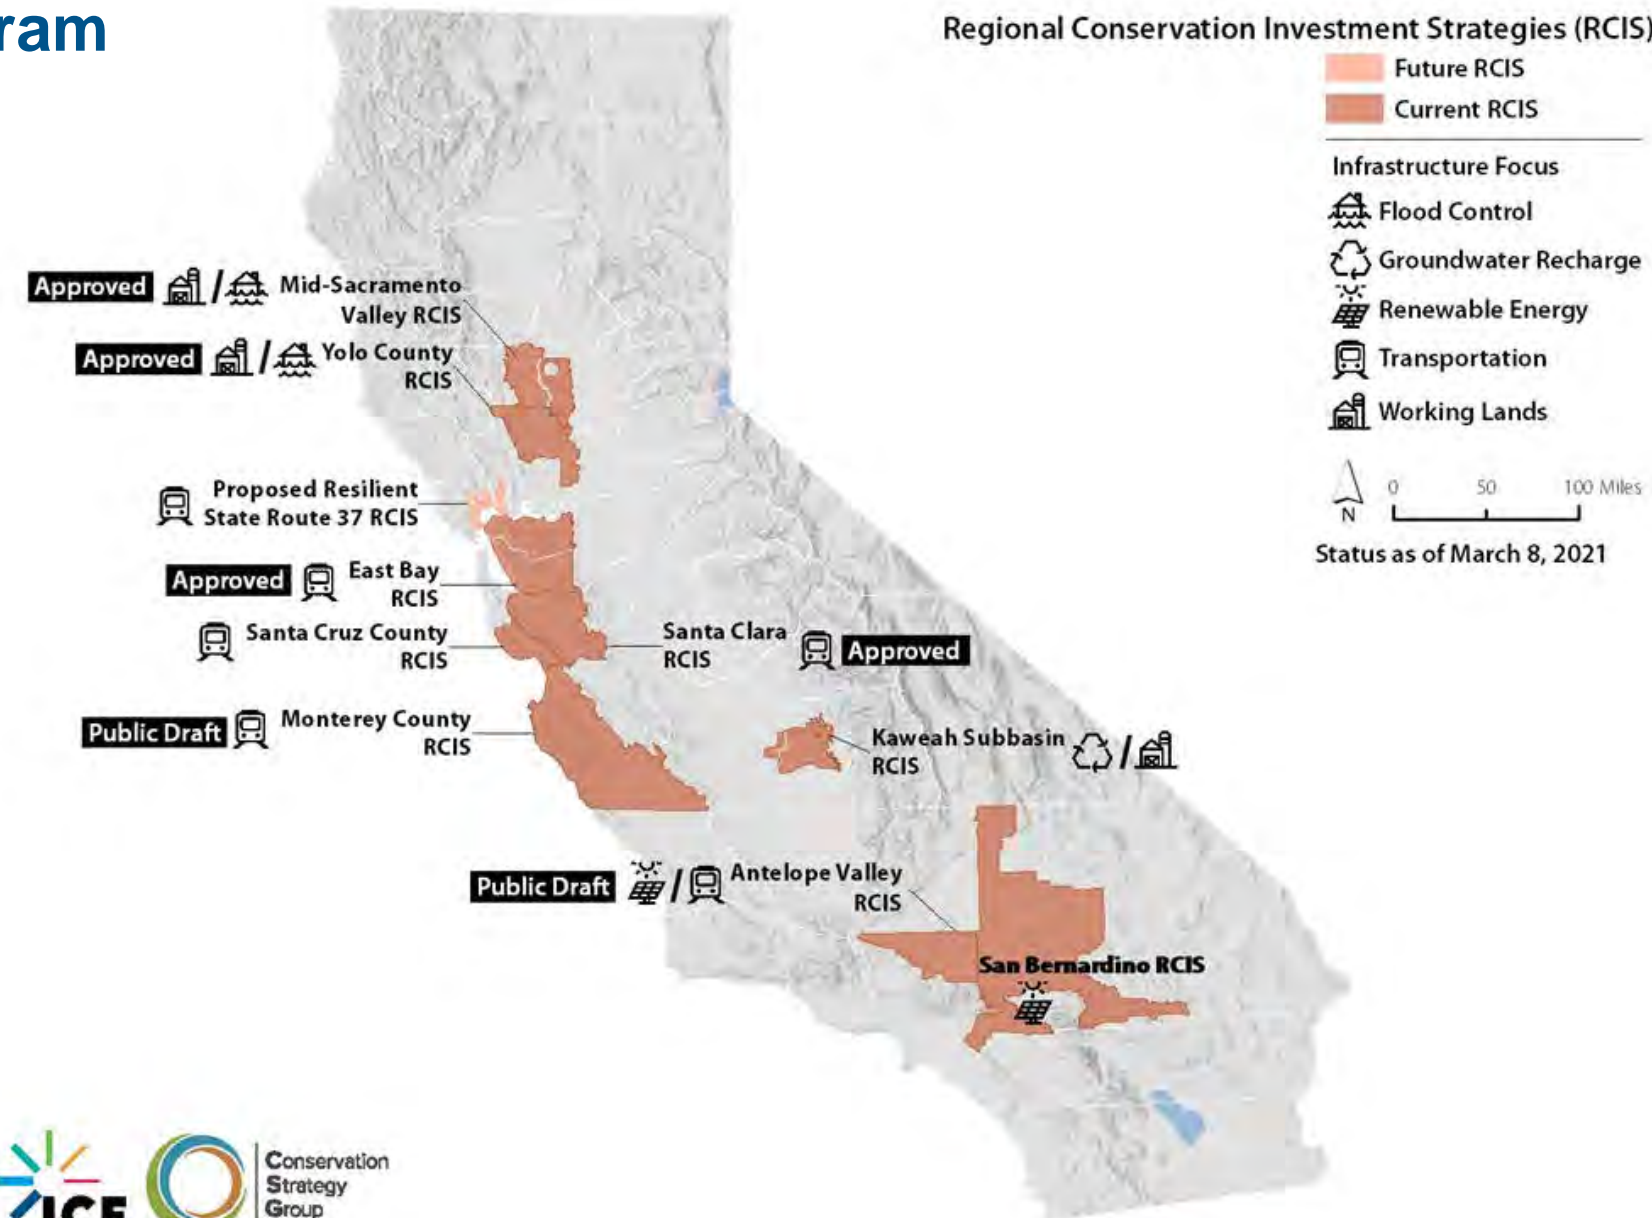 ram
Regional Conservation Investment Strategies (RCIS)
Future RCIS
Current RCIS
Infrastructure Focus
Flood Control
Groundwater Recharge
Renewable Energy
Transportation
Working Lands
N
0 50 100 Miles
Status as of March 8, 2021
Approved / Mid-Sacramento
Valley RCIS
Approved / Yolo County
RCIS
Proposed Resilient
State Route 37 RCIS
Approved East Bay
RCIS
Santa Cruz County
RCIS
Santa Clara
RCIS
Approved
Public Draft Monterey County
RCIS
Kaweah Subbasin /
RCIS
Public Draft / Antelope Valley
RCIS
San Bernardino RCIS
ICF
Conservation
Strategy
Group